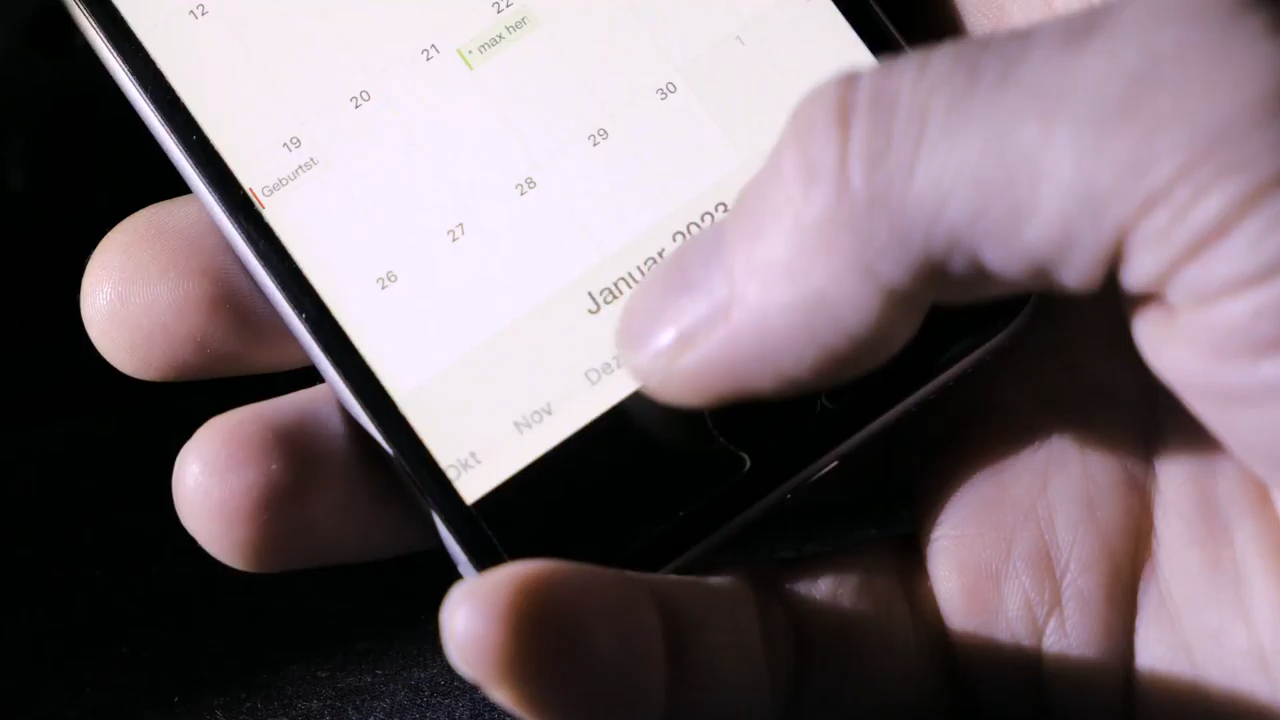 12
19 20 21 22
Geburtst * max her
26 27 28 29 30 1
Januar 2023
Okt Nov Dez